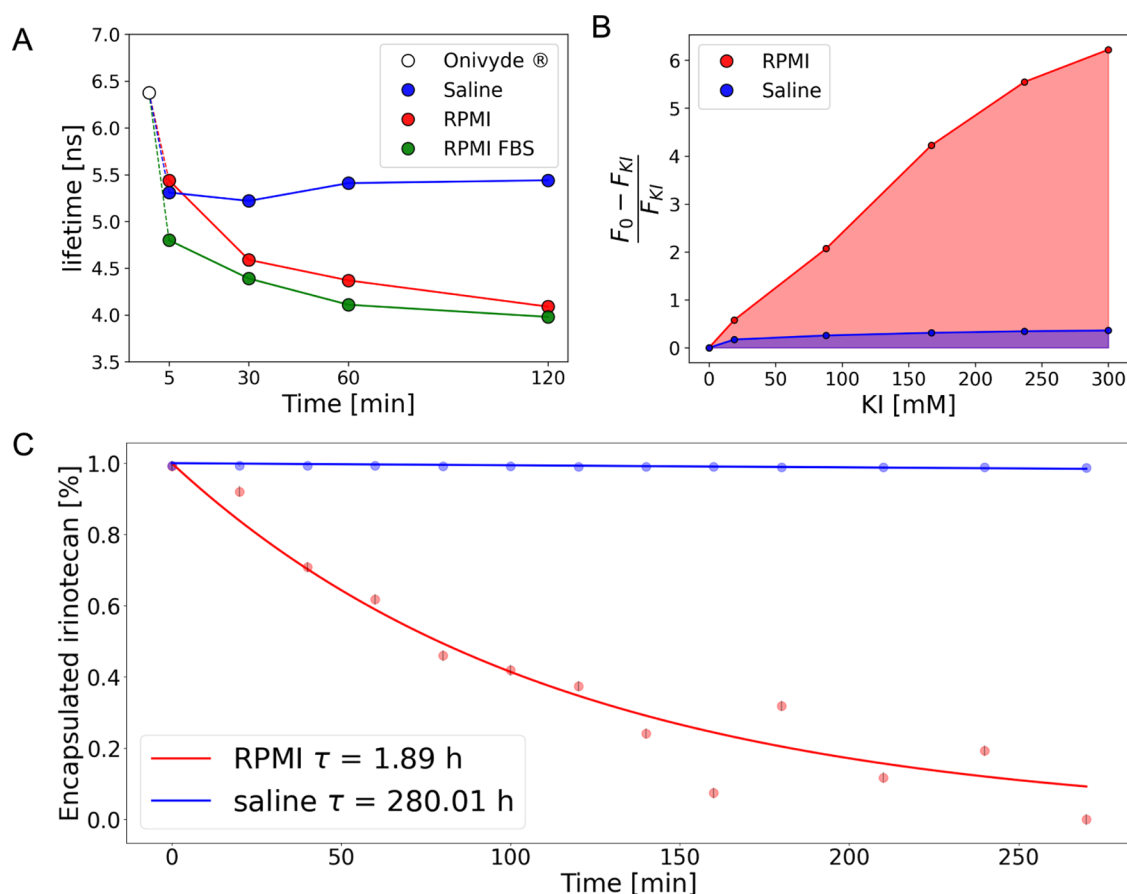 A
7.0
6.5
6.0
5.5
5.0
4.5
4.0
3.5
lifetime [ns]
Onivyde ®
Saline
RPMI
RPMI FBS
5
30
60
120
Time [min]
B
6
5
4
3
2
1
0
F₀ − F_KI
F_KI
RPMI
Saline
0
50
100
150
200
250
300
KI [mM]
C
1.0
0.8
0.6
0.4
0.2
0.0
Encapsulated irinotecan [%]
RPMI τ = 1.89 h
saline τ = 280.01 h
0
50
100
150
200
250
Time [min]